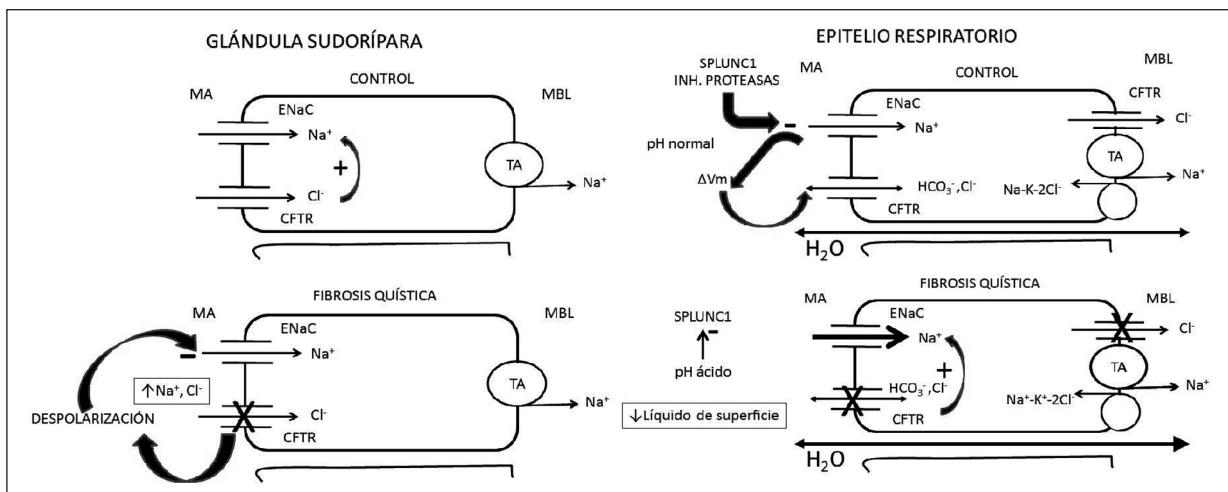 GLÁNDULA SUDORÍPARA
CONTROL
MA
MBL
ENaC
Na⁺
+
Cl⁻
CFTR
TA
Na⁺
EPITELIO RESPIRATORIO
SPLUNC1
INH. PROTEASAS
MA
CONTROL
MBL
CFTR
ENaC
Cl⁻
-
Na⁺
pH normal
TA
ΔVm
HCO₃⁻,Cl⁻
Na-K-2Cl⁻
Na⁺
CFTR
H₂O
FIBROSIS QUÍSTICA
MA
MBL
ENaC
-
Na⁺
↑Na⁺, Cl⁻
TA
DESPOLARIZACIÓN
Cl⁻
Na⁺
CFTR
FIBROSIS QUÍSTICA
MA
MBL
SPLUNC1
ENaC
-
Na⁺
Cl⁻
pH ácido
+
TA
HCO₃⁻,Cl⁻
Na⁺-K⁺-2Cl⁻
Na⁺
↓Líquido de superficie
CFTR
H₂O